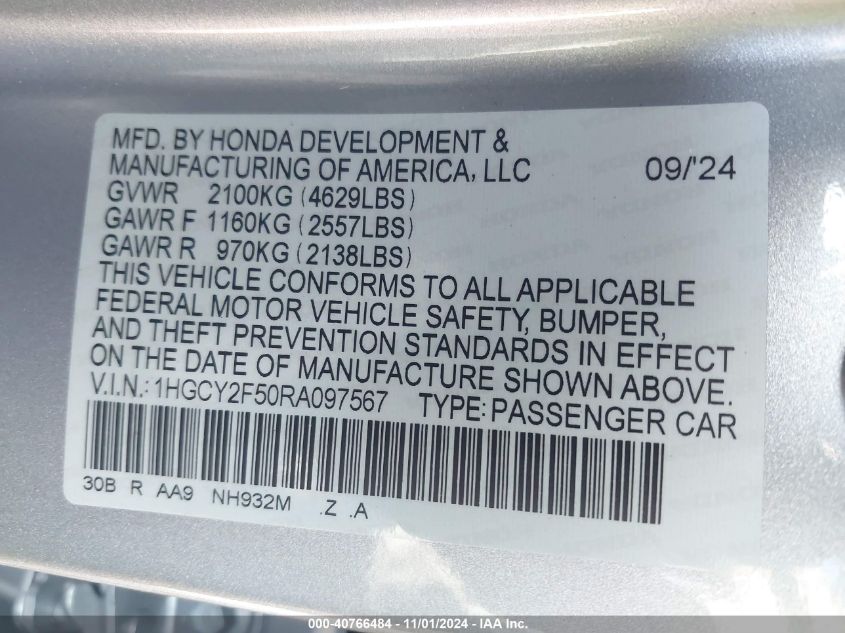 MFD. BY HONDA DEVELOPMENT &
MANUFACTURING OF AMERICA, LLC 09/'24
GVWR 2100KG (4629LBS)
GAWR F 1160KG (2557LBS)
GAWR R 970KG (2138LBS)
THIS VEHICLE CONFORMS TO ALL APPLICABLE
FEDERAL MOTOR VEHICLE SAFETY, BUMPER,
AND THEFT PREVENTION STANDARDS IN EFFECT
ON THE DATE OF MANUFACTURE SHOWN ABOVE.
V.I.N.: 1HGCY2F50RA097567 TYPE: PASSENGER CAR
30B R AA9 NH932M .Z .A
000-40766484 - 11/01/2024 - IAA Inc.